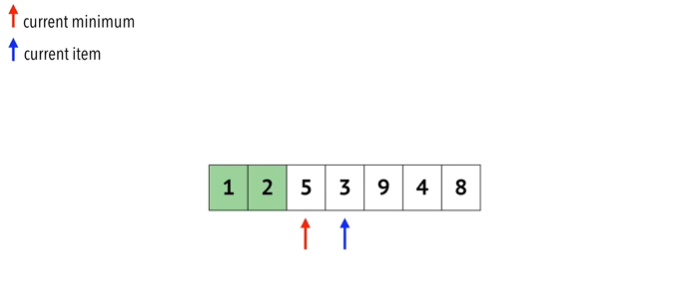 current minimum
current item
1 2 5 3 9 4 8